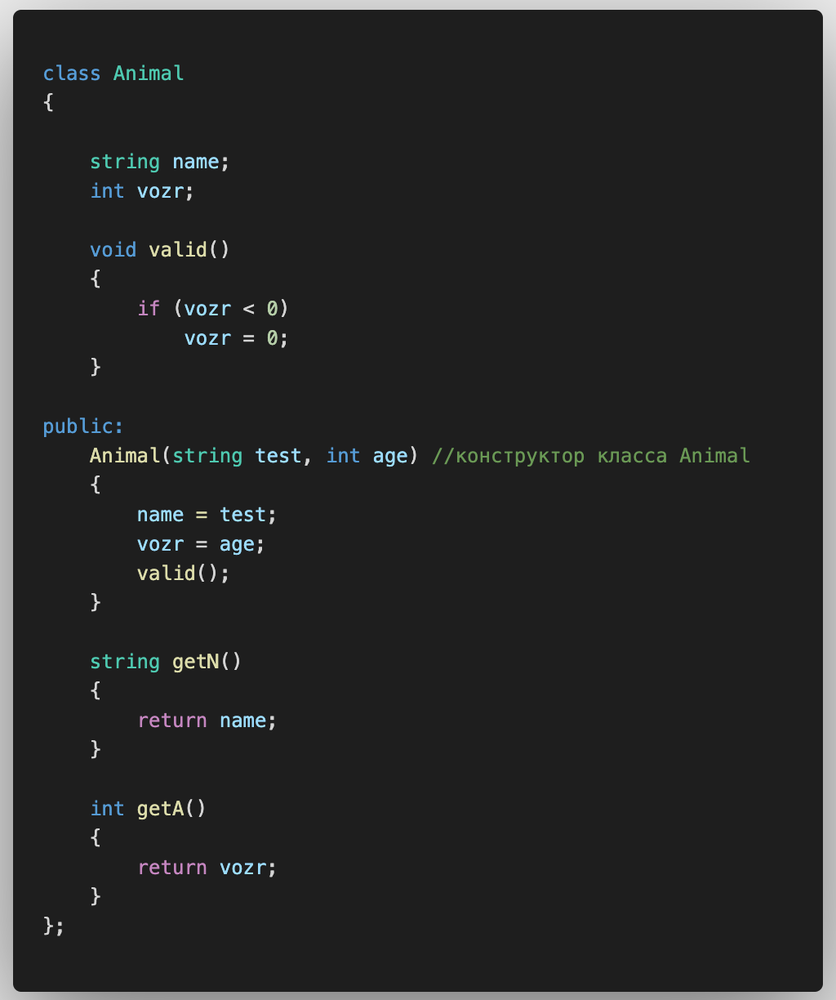 class Animal
{
    string name;
    int vozr;
    void valid()
    {
        if (vozr < 0)
            vozr = 0;
    }
public:
    Animal(string test, int age) //конструктор класса Animal
    {
        name = test;
        vozr = age;
        valid();
    }
    string getN()
    {
        return name;
    }
    int getA()
    {
        return vozr;
    }
};